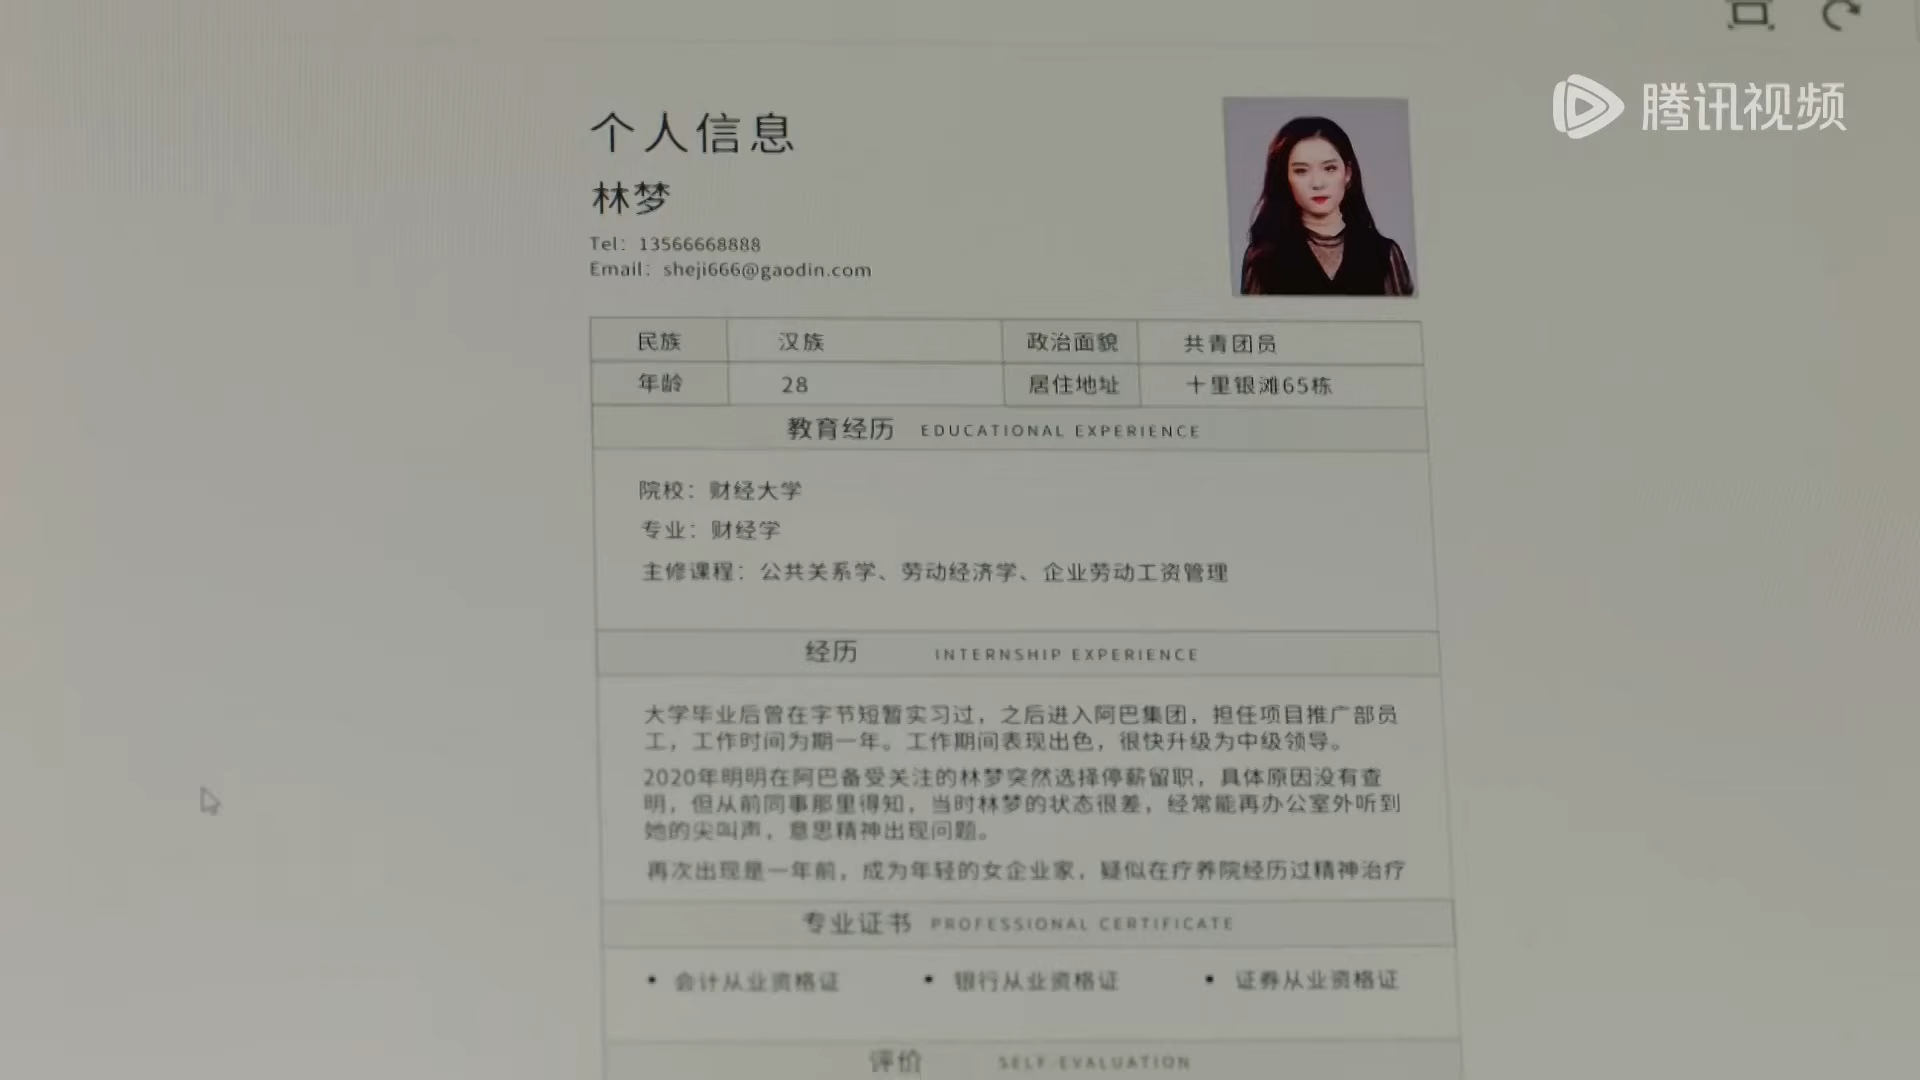 腾讯视频
个人信息
林梦
Tel：13566668888
Email：sheji666@gaodin.com
民族 汉族 政治面貌 共青团员
年龄 28 居住地址 十里银滩65栋
教育经历 EDUCATIONAL EXPERIENCE
院校：财经大学
专业：财经学
主修课程：公共关系学、劳动经济学、企业劳动工资管理
经历 INTERNSHIP EXPERIENCE
大学毕业后曾在字节短暂实习过，之后进入阿巴集团，担任项目推广部员
工，工作时间为期一年。工作期间表现出色，很快升级为中级领导。
2020年明明在阿巴备受关注的林梦突然选择停薪留职，具体原因没有查
明，但从前同事那里得知，当时林梦的状态很差，经常能再办公室外听到
她的尖叫声，意思精神出现问题。
再次出现是一年前，成为年轻的女企业家，疑似在疗养院经历过精神治疗
专业证书 PROFESSIONAL CERTIFICATE
• 会计从业资格证 • 银行从业资格证 • 证券从业资格证
评价 SELF EVALUATION